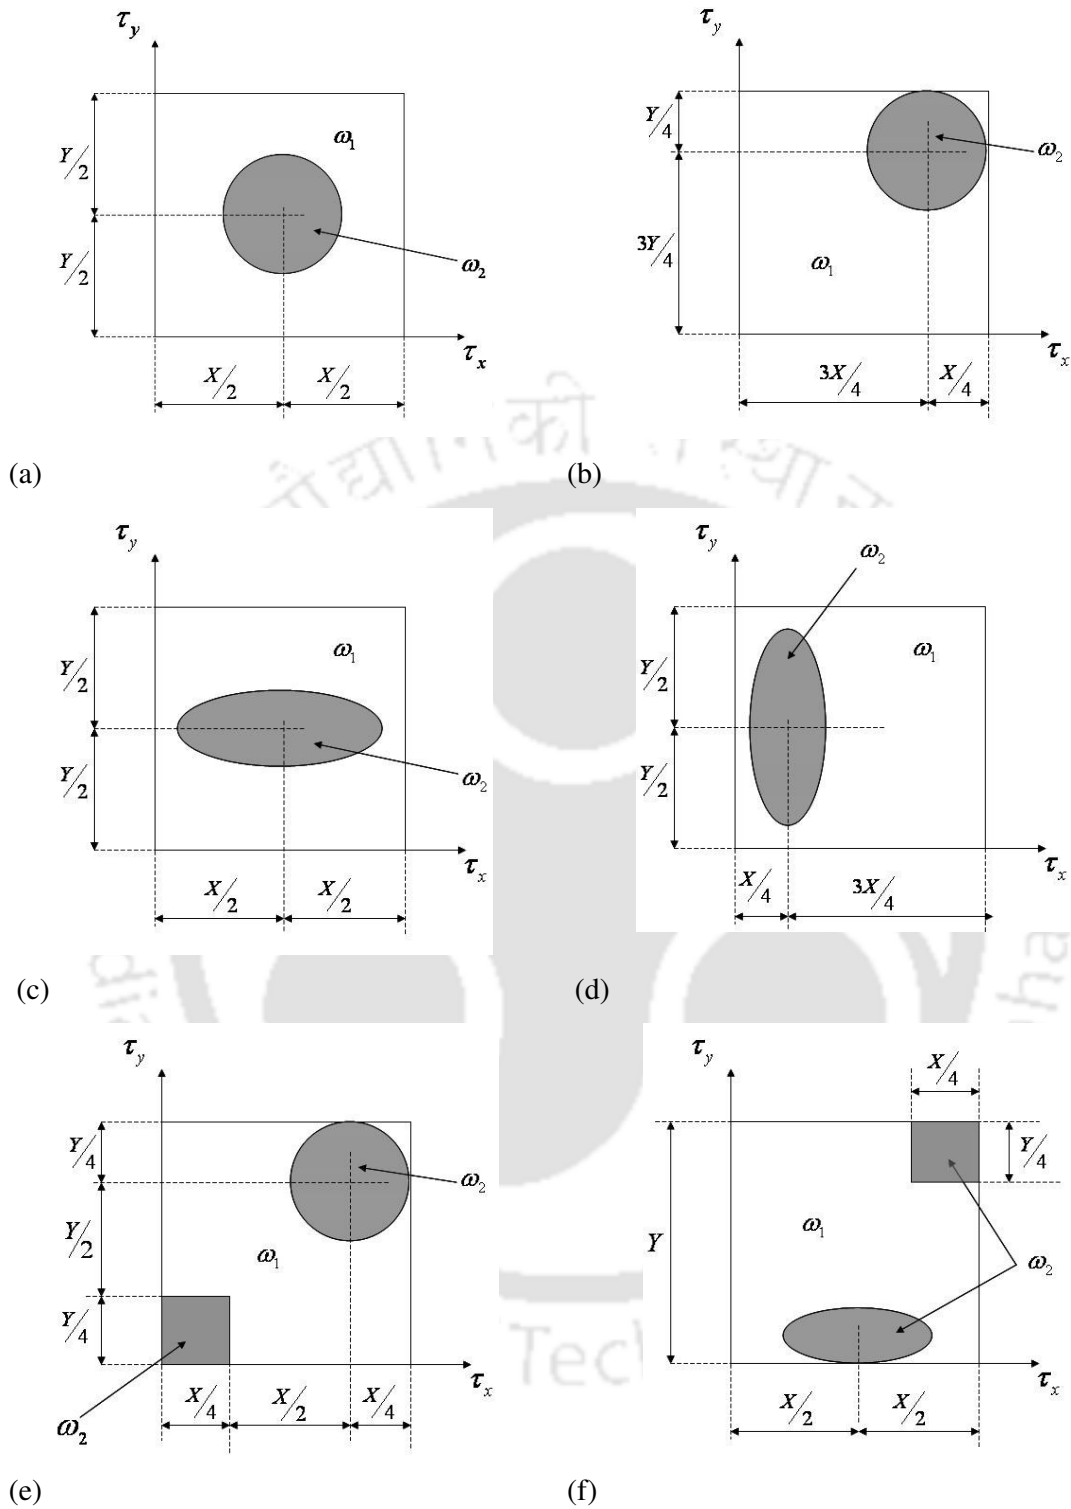 τy τy
Y/2 ω1 Y/4 ω2
Y/2 ω2 3Y/4 ω1
τx τx
X/2 X/2 3X/4 X/4
की
(a) (b)
τy τy ω2
Y/2 ω1 Y/2 ω1
Y/2 ω2 Y/2
τx τx
X/2 X/2 X/4 3X/4
(c) (d)
τy τy X/4
Y/4 ω2 Y/4
Y/2 ω1 Y ω1 ω2
Y/4
Tech
τx τx
ω2 X/4 X/2 X/4 X/2 X/2
(e) (f)